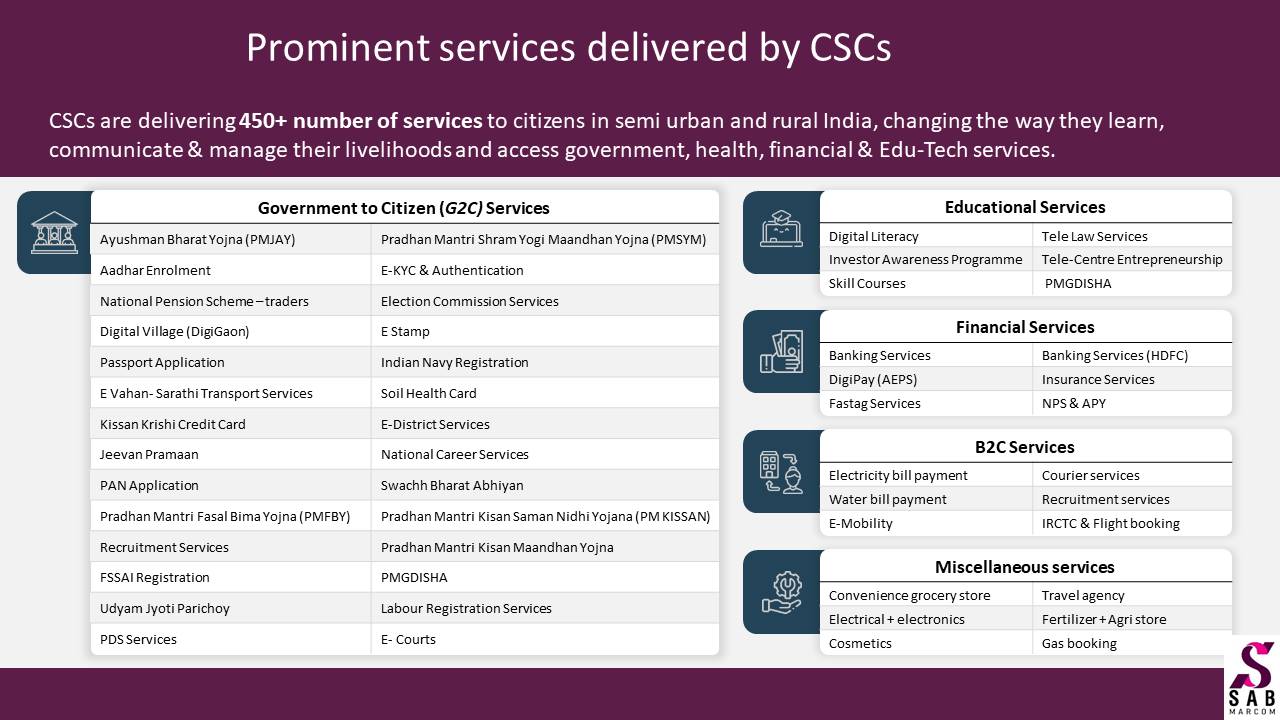 Prominent services delivered by CSCs
CSCs are delivering 450+ number of services to citizens in semi urban and rural India, changing the way they learn,
communicate & manage their livelihoods and access government, health, financial & Edu-Tech services.
Government to Citizen (G2C) Services
Ayushman Bharat Yojna (PMJAY) Pradhan Mantri Shram Yogi Maandhan Yojna (PMSYM)
Aadhar Enrolment E-KYC & Authentication
National Pension Scheme – traders Election Commission Services
Digital Village (DigiGaon) E Stamp
Passport Application Indian Navy Registration
E Vahan- Sarathi Transport Services Soil Health Card
Kissan Krishi Credit Card E-District Services
Jeevan Pramaan National Career Services
PAN Application Swachh Bharat Abhiyan
Pradhan Mantri Fasal Bima Yojna (PMFBY) Pradhan Mantri Kisan Saman Nidhi Yojana (PM KISSAN)
Recruitment Services Pradhan Mantri Kisan Maandhan Yojna
FSSAI Registration PMGDISHA
Udyam Jyoti Parichoy Labour Registration Services
PDS Services E- Courts
Educational Services
Digital Literacy Tele Law Services
Investor Awareness Programme Tele-Centre Entrepreneurship
Skill Courses PMGDISHA
Financial Services
Banking Services Banking Services (HDFC)
DigiPay (AEPS) Insurance Services
Fastag Services NPS & APY
B2C Services
Electricity bill payment Courier services
Water bill payment Recruitment services
E-Mobility IRCTC & Flight booking
Miscellaneous services
Convenience grocery store Travel agency
Electrical + electronics Fertilizer + Agri store
Cosmetics Gas booking
SAB
MARCOM